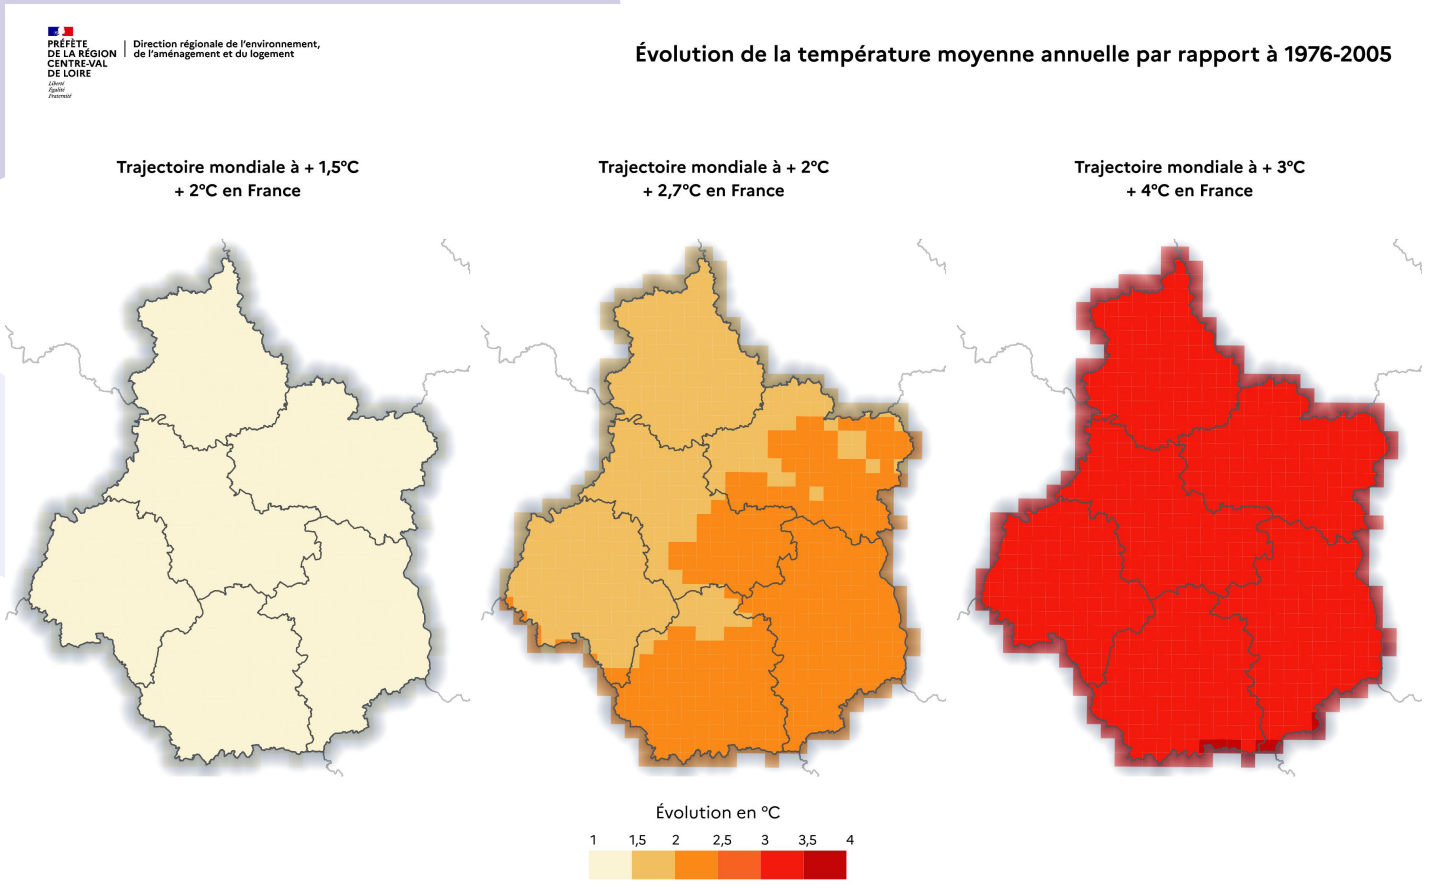 PRÉFÈTE
DE LA RÉGION
CENTRE-VAL
DE LOIRE
Liberté
Égalité
Fraternité
Direction régionale de l'environnement,
de l'aménagement et du logement
Évolution de la température moyenne annuelle par rapport à 1976-2005
Trajectoire mondiale à + 1,5°C
+ 2°C en France
Trajectoire mondiale à + 2°C
+ 2,7°C en France
Trajectoire mondiale à + 3°C
+ 4°C en France
Évolution en °C
1 1,5 2 2,5 3 3,5 4